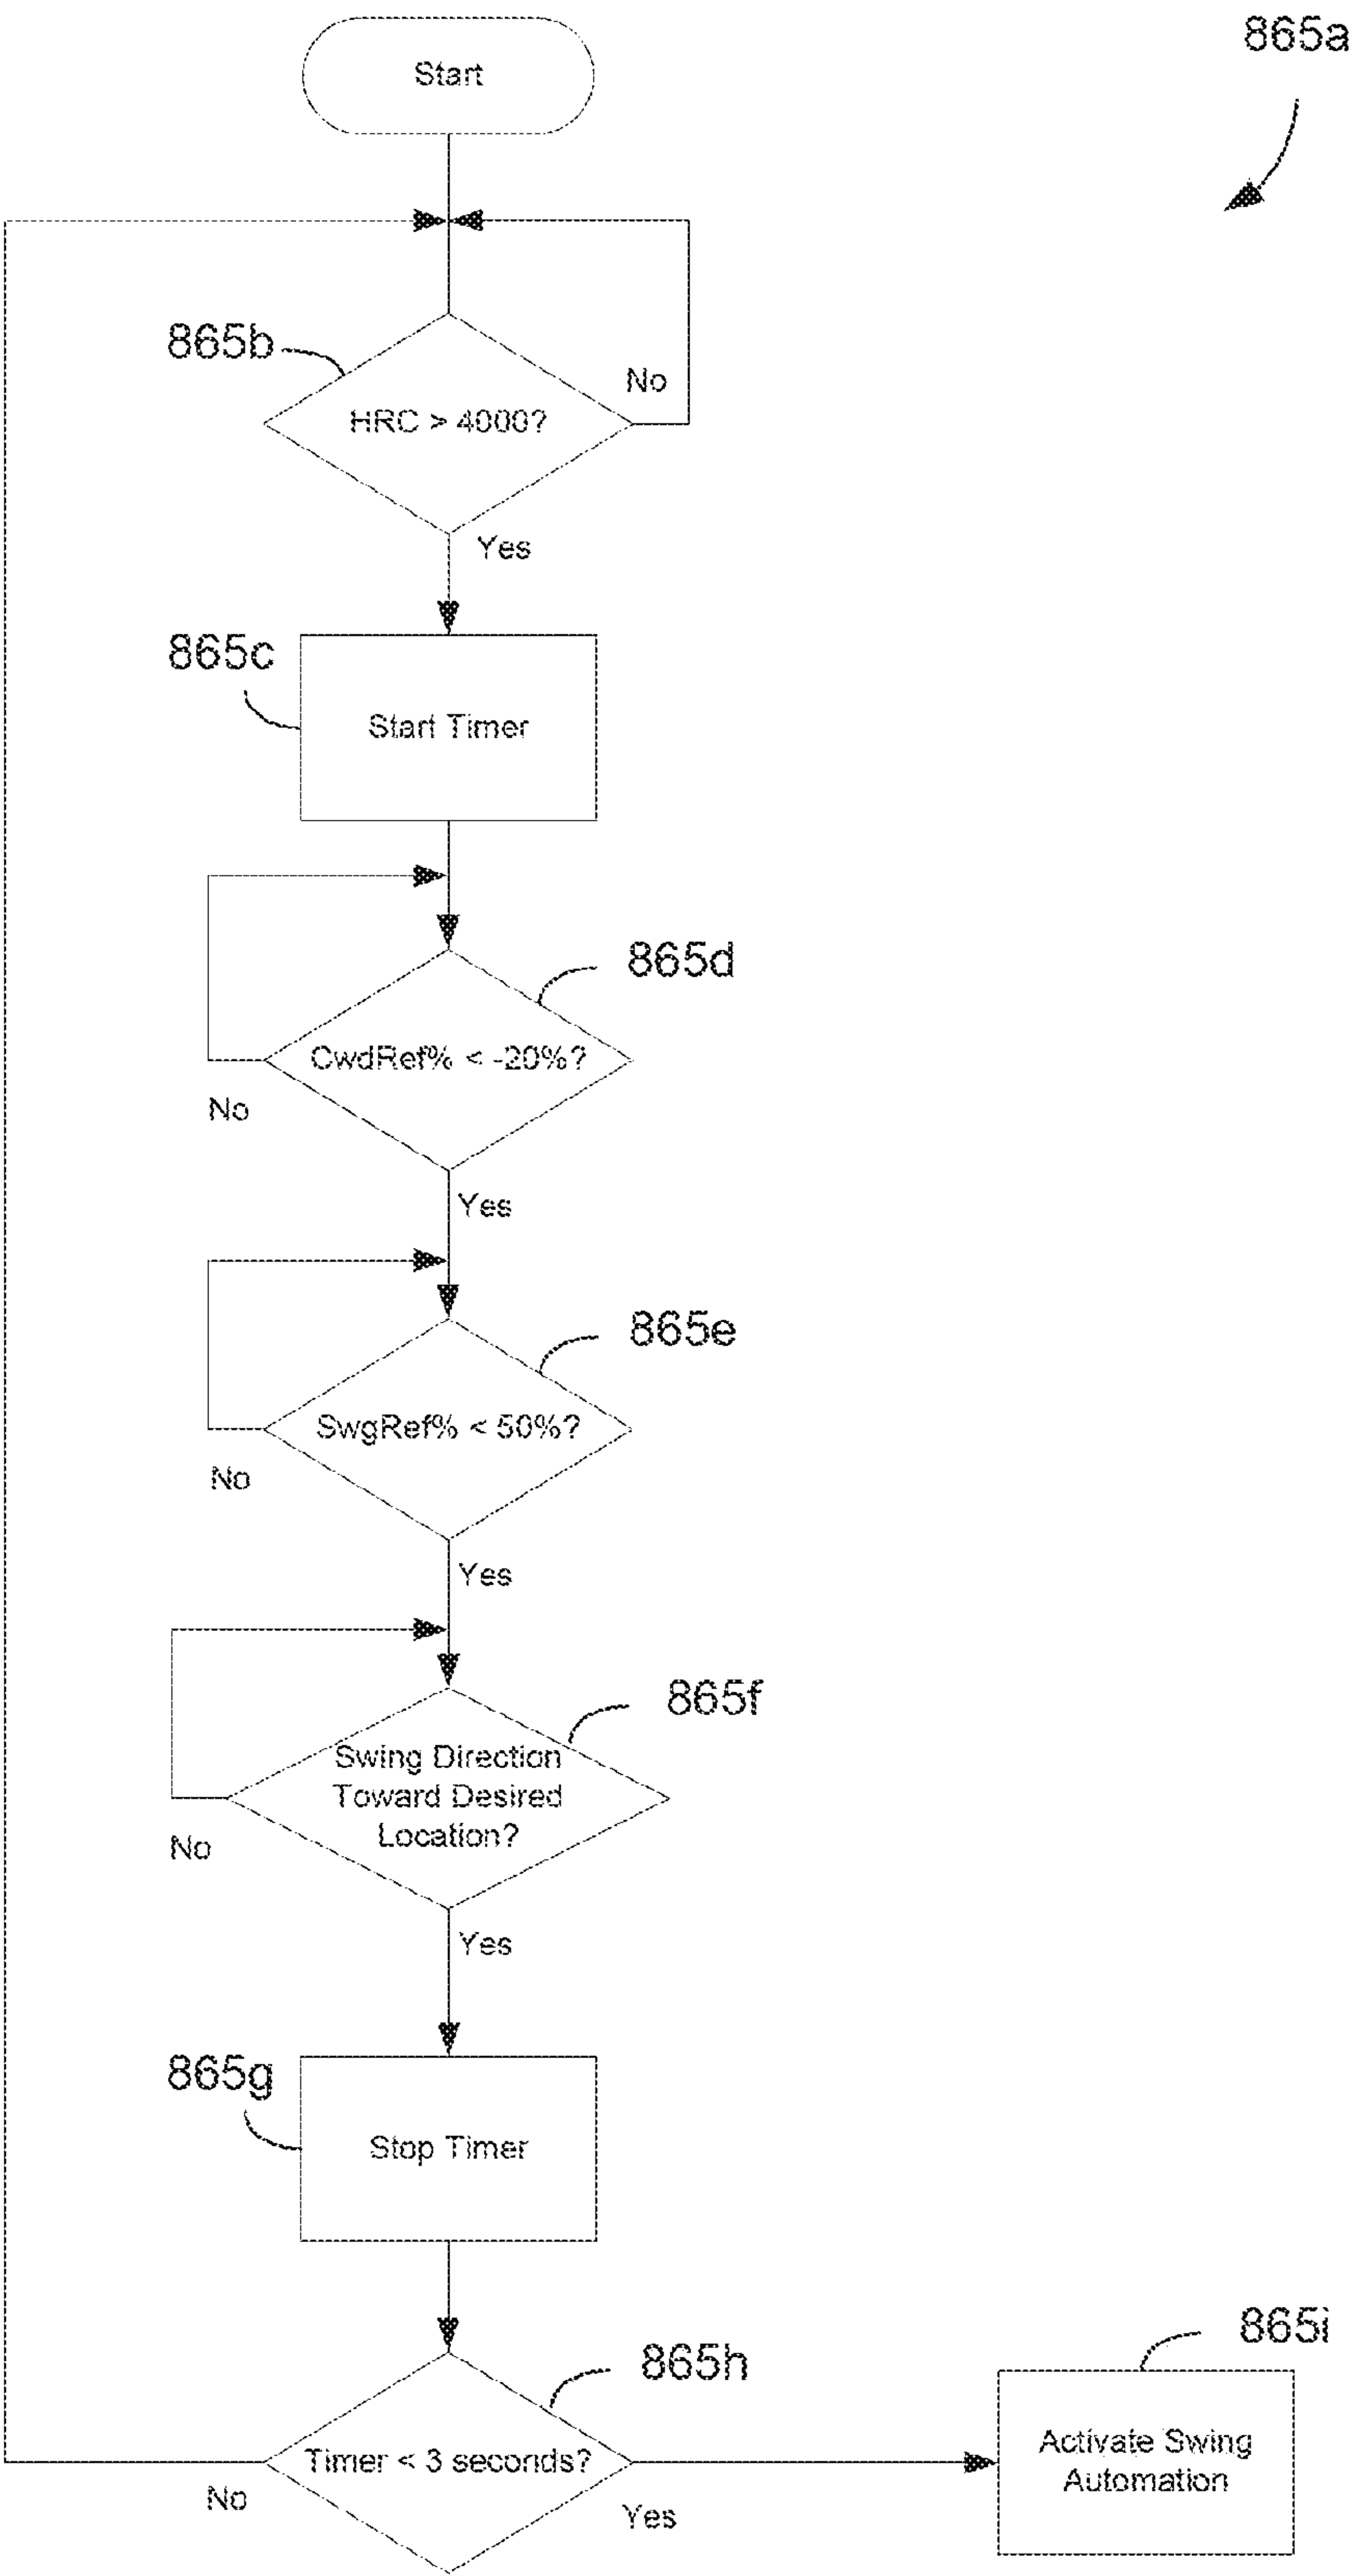 865a
Start
865b
No
HRC > 4000?
Yes
865c
Start Timer
865d
CwdRef% < -20%?
No
Yes
865e
SwgRef% < 50%?
No
Yes
865f
Swing Direction
Toward Desired
Location?
No
Yes
865g
Stop Timer
865h
865i
Timer < 3 seconds?
Activate Swing
Automation
No
Yes